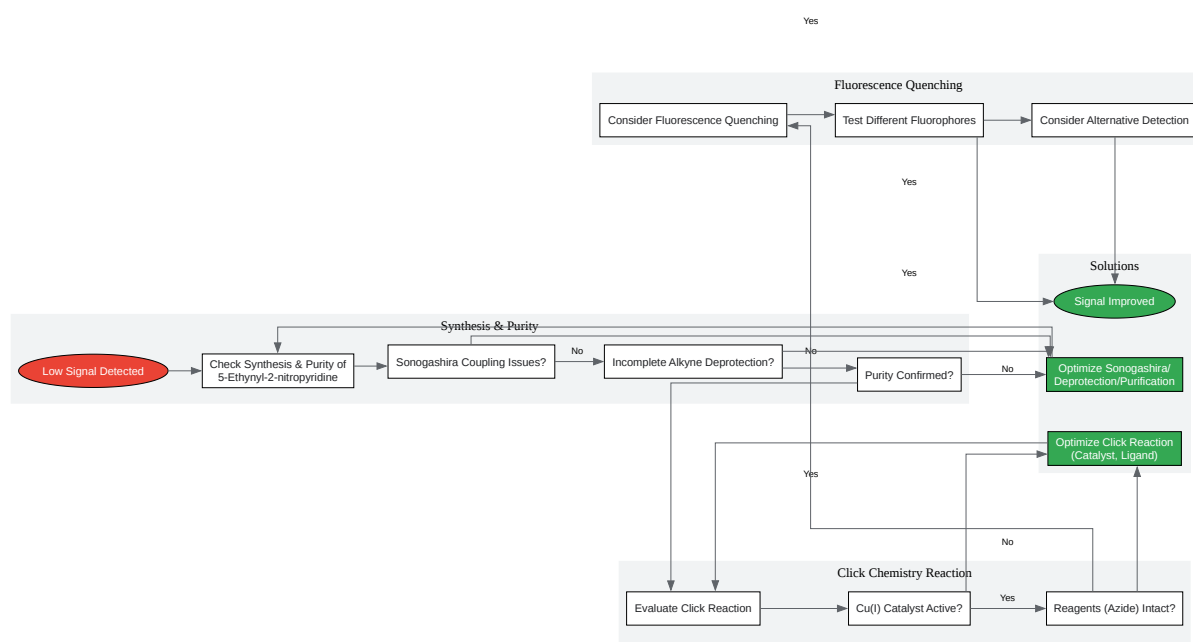 Yes
Fluorescence Quenching
Consider Fluorescence Quenching
Test Different Fluorophores
Consider Alternative Detection
Yes
Yes
Solutions
Signal Improved
Synthesis & Purity
Low Signal Detected
Check Synthesis & Purity of
5-Ethynyl-2-nitropyridine
Sonogashira Coupling Issues?
No
Incomplete Alkyne Deprotection?
No
Purity Confirmed?
No
Optimize Sonogashira/
Deprotection/Purification
Optimize Click Reaction
(Catalyst, Ligand)
Yes
No
Click Chemistry Reaction
Evaluate Click Reaction
Cu(I) Catalyst Active?
Yes
Reagents (Azide) Intact?